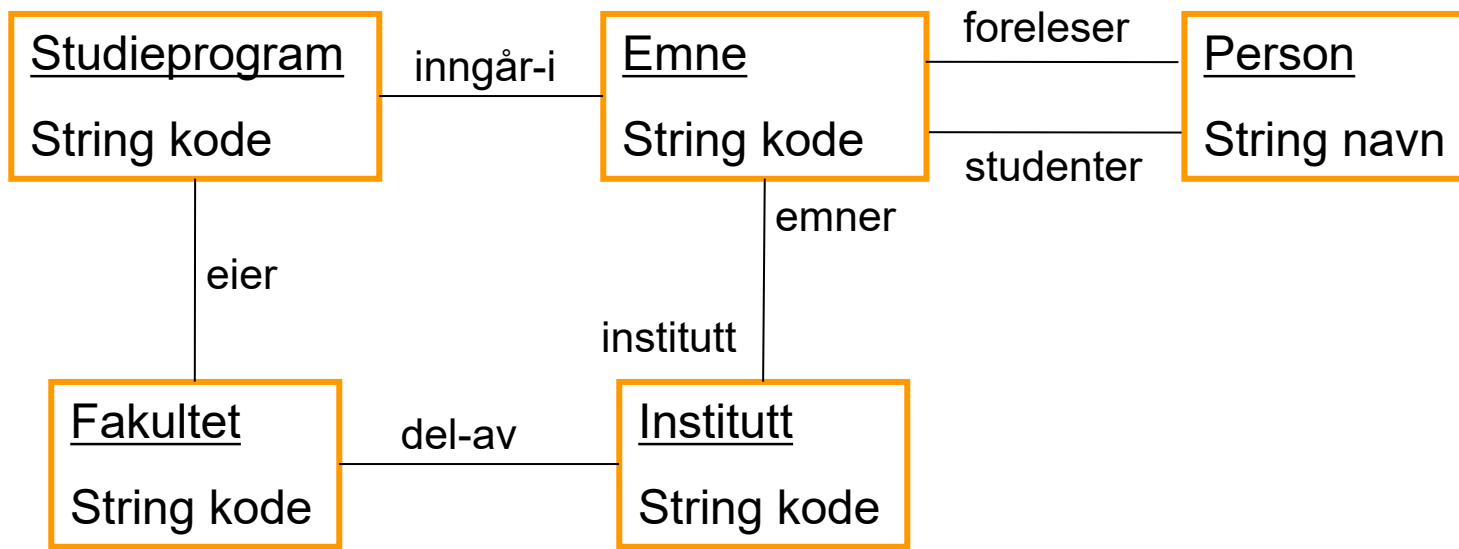 Studieprogram
String kode
inngår-i
Emne
String kode
foreleser
studenter
Person
String navn
eier
emner
institutt
Fakultet
String kode
del-av
Institutt
String kode